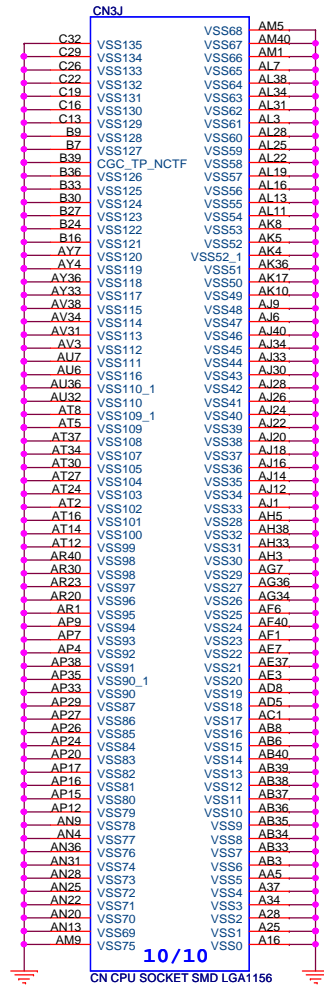 CN3J
VSS68 AM5
C32 VSS135 VSS67 AM40
C29 VSS134 VSS66 AM1
C26 VSS133 VSS65 AL7
C22 VSS132 VSS64 AL38
C19 VSS131 VSS63 AL34
C16 VSS130 VSS62 AL31
C13 VSS129 VSS61 AL3
B9 VSS128 VSS60 AL28
B7 VSS127 VSS59 AL25
B39 CGC_TP_NCTF VSS58 AL22
B36 VSS126 VSS57 AL19
B33 VSS125 VSS56 AL16
B30 VSS124 VSS55 AL13
B27 VSS123 VSS54 AL11
B24 VSS122 VSS53 AK8
B16 VSS121 VSS52 AK5
AY7 VSS120 VSS52_1 AK4
AY4 VSS119 VSS51 AK36
AY36 VSS118 VSS50 AK17
AY33 VSS117 VSS49 AK10
AV38 VSS115 VSS48 AJ9
AV34 VSS114 VSS47 AJ6
AV31 VSS113 VSS46 AJ40
AV3 VSS112 VSS45 AJ34
AU7 VSS111 VSS44 AJ33
AU6 VSS116 VSS43 AJ30
AU36 VSS110_1 VSS42 AJ28
AU32 VSS110 VSS41 AJ26
AT8 VSS109_1 VSS40 AJ24
AT5 VSS109 VSS39 AJ22
AT37 VSS108 VSS38 AJ20
AT34 VSS107 VSS37 AJ18
AT30 VSS105 VSS36 AJ16
AT27 VSS104 VSS35 AJ14
AT24 VSS103 VSS34 AJ12
AT2 VSS102 VSS33 AJ1
AT16 VSS101 VSS28 AH5
AT14 VSS100 VSS32 AH38
AT12 VSS99 VSS31 AH33
AR40 VSS98 VSS30 AH3
AR30 VSS98 VSS29 AG7
AR23 VSS97 VSS27 AG36
AR20 VSS96 VSS26 AG34
AR1 VSS95 VSS25 AF6
AP9 VSS94 VSS24 AF40
AP7 VSS93 VSS23 AF1
AP4 VSS92 VSS22 AE7
AP38 VSS91 VSS21 AE37
AP35 VSS90_1 VSS20 AE3
AP33 VSS90 VSS19 AD8
AP29 VSS87 VSS18 AD5
AP27 VSS86 VSS17 AC1
AP26 VSS85 VSS16 AB8
AP24 VSS84 VSS15 AB6
AP20 VSS83 VSS14 AB40
AP17 VSS82 VSS13 AB39
AP16 VSS81 VSS12 AB38
AP15 VSS80 VSS11 AB37
AP12 VSS79 VSS10 AB36
AN9 VSS78 VSS9 AB35
AN4 VSS77 VSS8 AB34
AN36 VSS76 VSS7 AB33
AN31 VSS74 VSS6 AB3
AN28 VSS73 VSS5 AA5
AN25 VSS72 VSS4 A37
AN22 VSS71 VSS3 A34
AN20 VSS70 VSS2 A28
AN13 VSS69 VSS1 A25
AM9 VSS75 VSS0 A16
10/10
CN CPU SOCKET SMD LGA1156